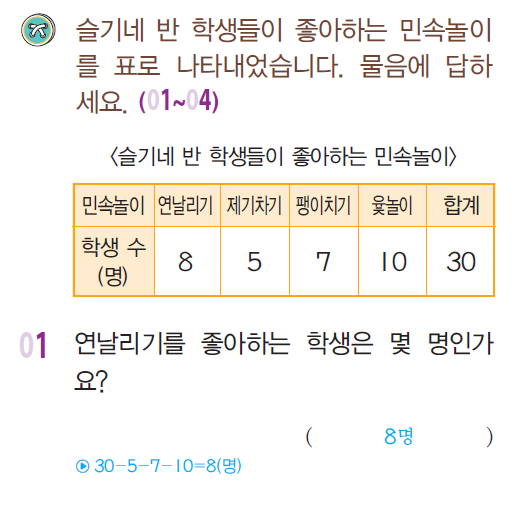 슬기네 반 학생들이 좋아하는 민속놀이
를 표로 나타내었습니다. 물음에 답하
세요. (01~04)
<슬기네 반 학생들이 좋아하는 민속놀이>
민속놀이 연날리기 제기차기 팽이치기 윷놀이 합계
학생 수
(명) 8 5 7 10 30
01 연날리기를 좋아하는 학생은 몇 명인가
요?
( 8명 )
30-5-7-10=8(명)